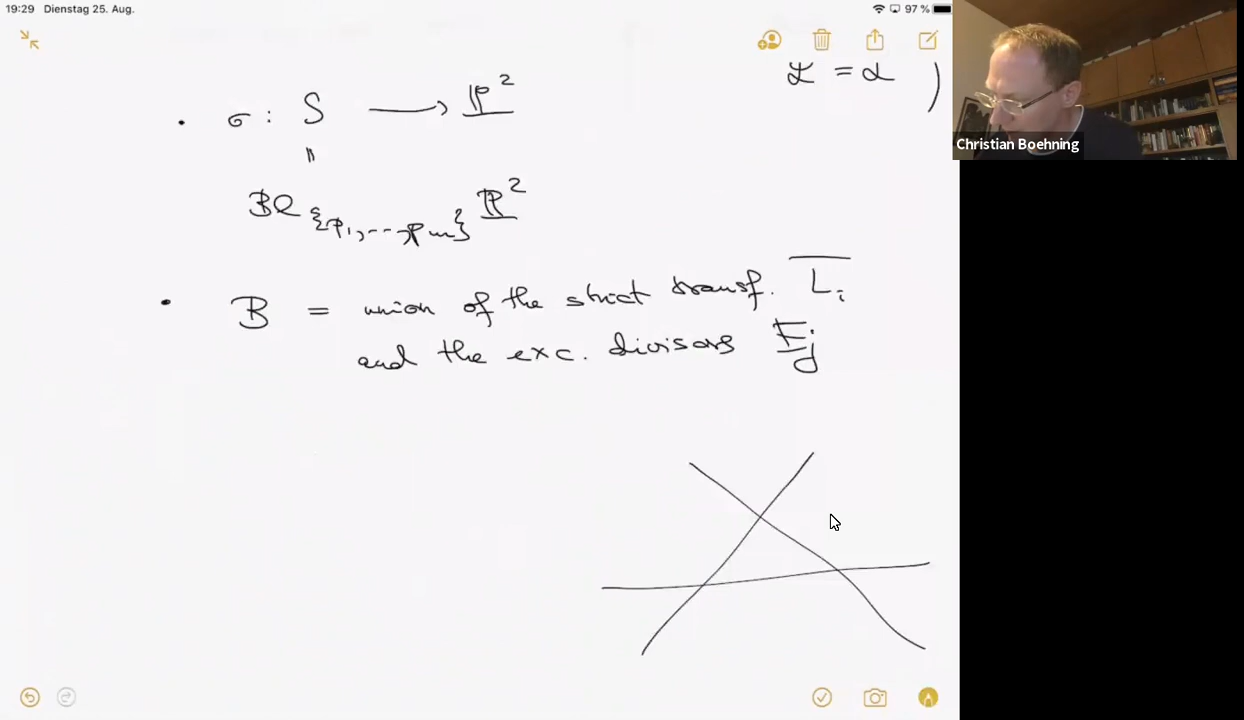 19:29 Dienstag 25. Aug.
97 %
ℒ = α )
• σ : S ⟶ ℙ²
॥
Bl {p₁, ---, pₘ} ℙ²
• B = union of the strict transf. L̅ᵢ
and the exc. divisors Eⱼ
Christian Boehning